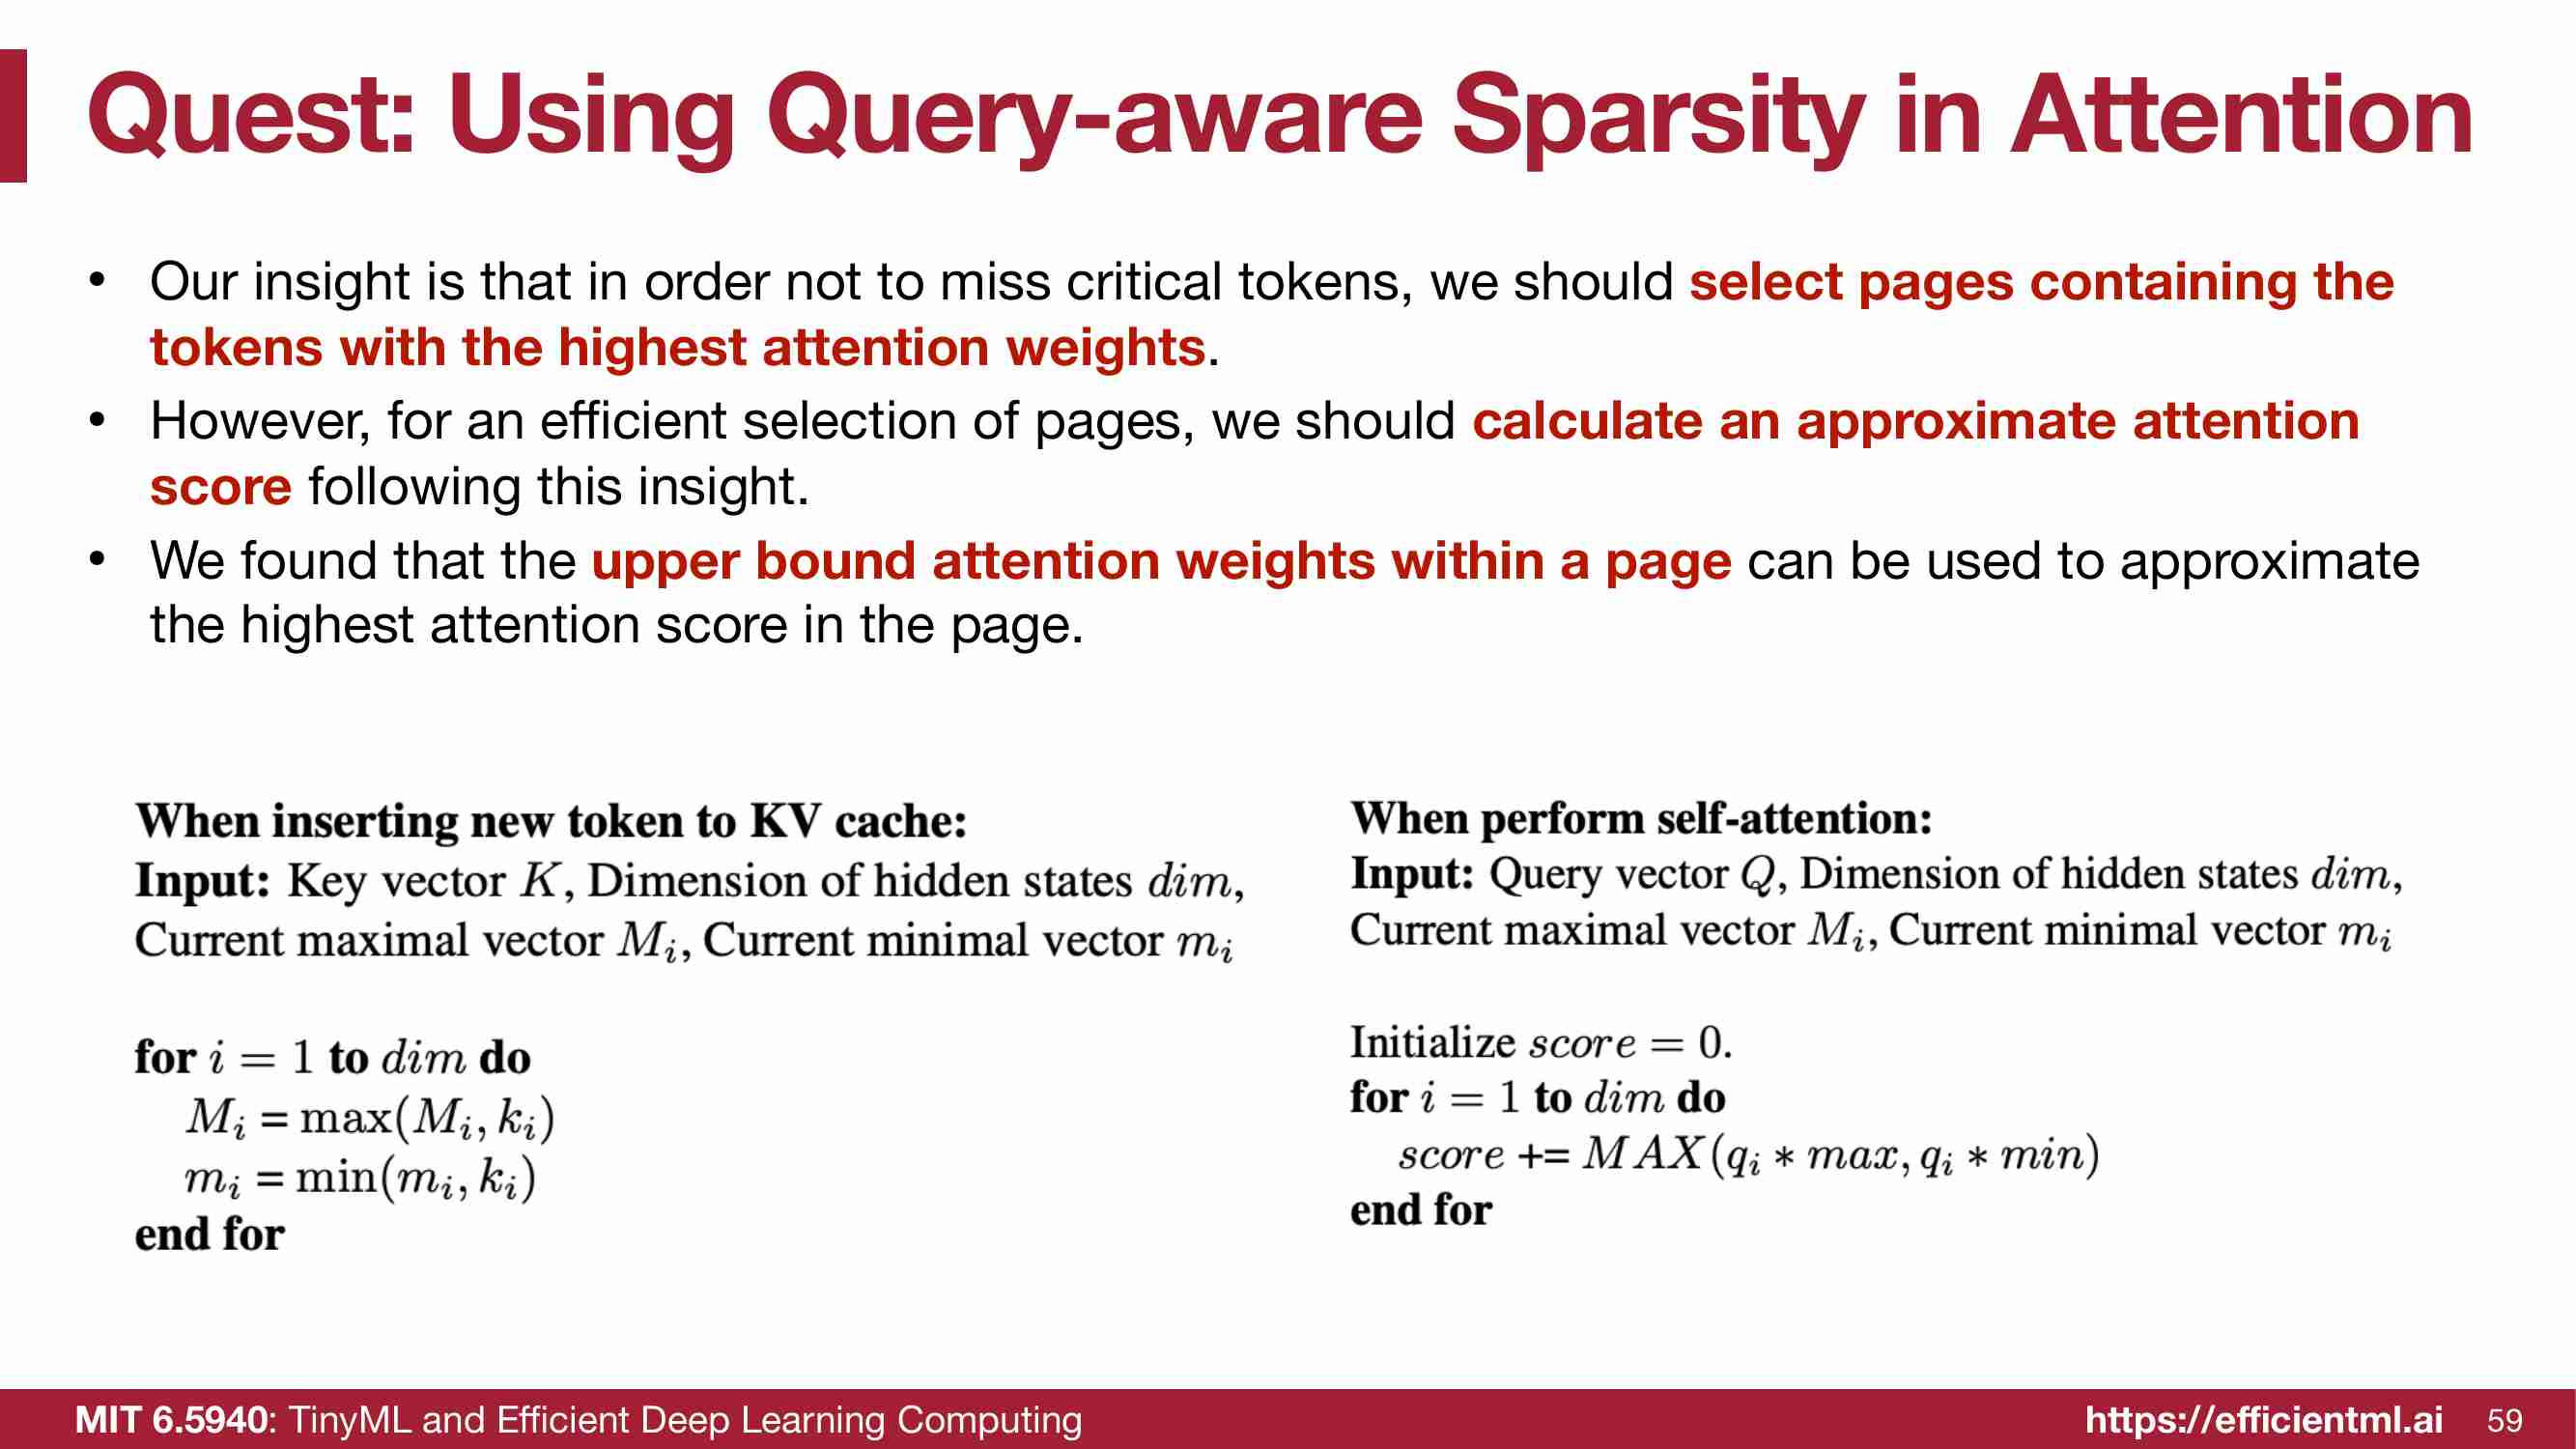 Quest: Using Query-aware Sparsity in Attention
• Our insight is that in order not to miss critical tokens, we should select pages containing the
tokens with the highest attention weights.
• However, for an efficient selection of pages, we should calculate an approximate attention
score following this insight.
• We found that the upper bound attention weights within a page can be used to approximate
the highest attention score in the page.
When inserting new token to KV cache:
Input: Key vector K, Dimension of hidden states dim,
Current maximal vector M_i, Current minimal vector m_i
for i = 1 to dim do
M_i = max(M_i, k_i)
m_i = min(m_i, k_i)
end for
When perform self-attention:
Input: Query vector Q, Dimension of hidden states dim,
Current maximal vector M_i, Current minimal vector m_i
Initialize score = 0.
for i = 1 to dim do
score += MAX(q_i * max, q_i * min)
end for
MIT 6.5940: TinyML and Efficient Deep Learning Computing
https://efficientml.ai 59